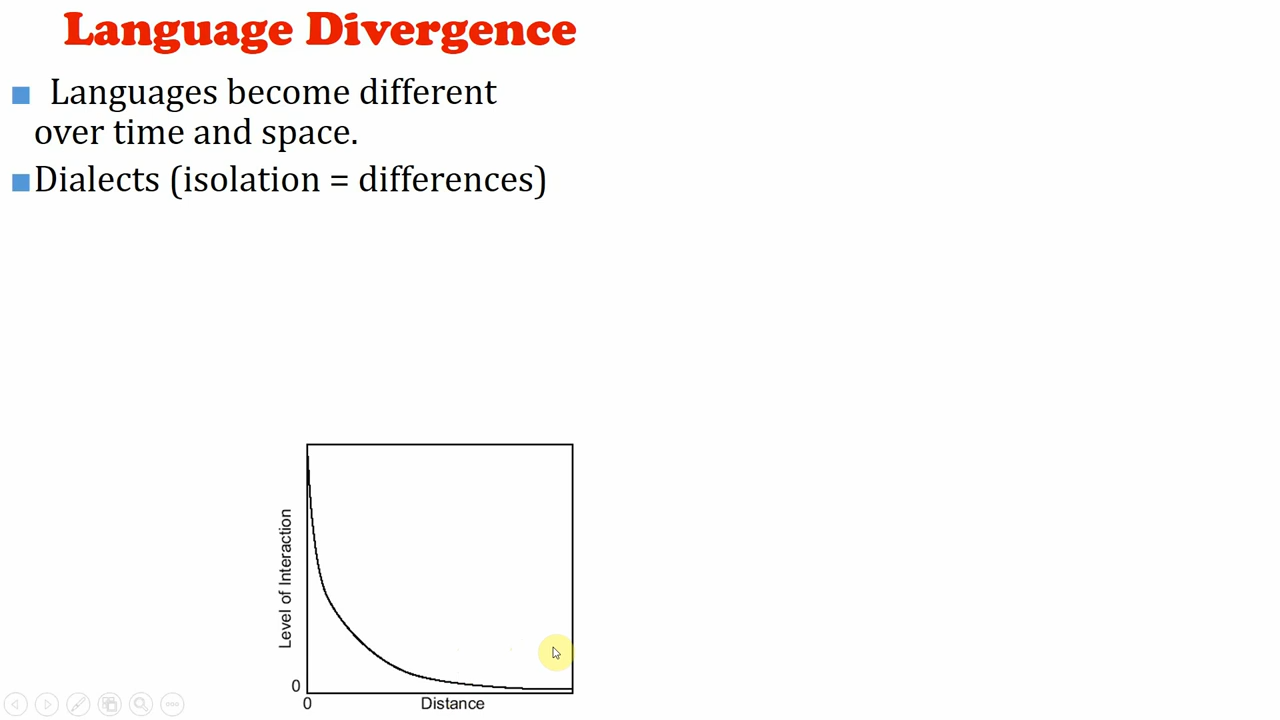 Language Divergence
Languages become different
over time and space.
Dialects (isolation = differences)
Level of Interaction
0
0
Distance